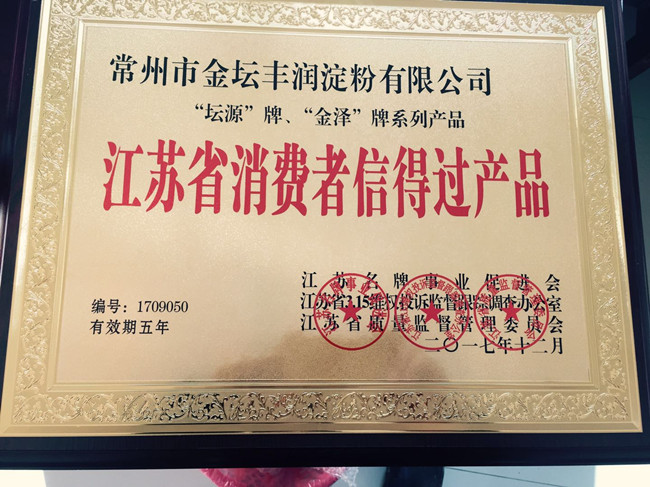 常州市金坛丰润淀粉有限公司
“坛源”牌、“金泽”牌系列产品
江苏省消费者信得过产品
江苏名牌事业促进会
编号：1709050
江苏省3.15维权投诉监督跟踪调查办公室
有效期五年
江苏省质量监督管理委员会
二〇一七年十二月